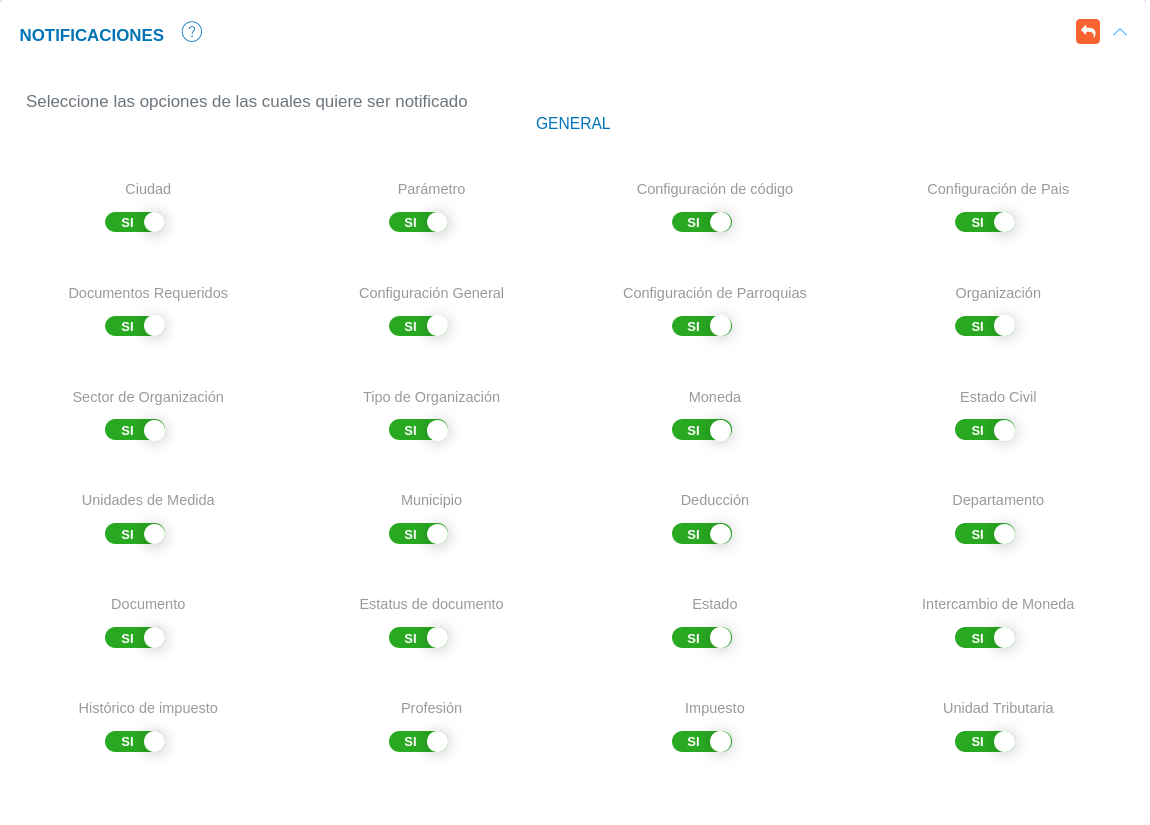 NOTIFICACIONES ?
Seleccione las opciones de las cuales quiere ser notificado
GENERAL
Ciudad Parámetro Configuración de código Configuración de Pais
SI SI SI SI
Documentos Requeridos Configuración General Configuración de Parroquias Organización
SI SI SI SI
Sector de Organización Tipo de Organización Moneda Estado Civil
SI SI SI SI
Unidades de Medida Municipio Deducción Departamento
SI SI SI SI
Documento Estatus de documento Estado Intercambio de Moneda
SI SI SI SI
Histórico de impuesto Profesión Impuesto Unidad Tributaria
SI SI SI SI